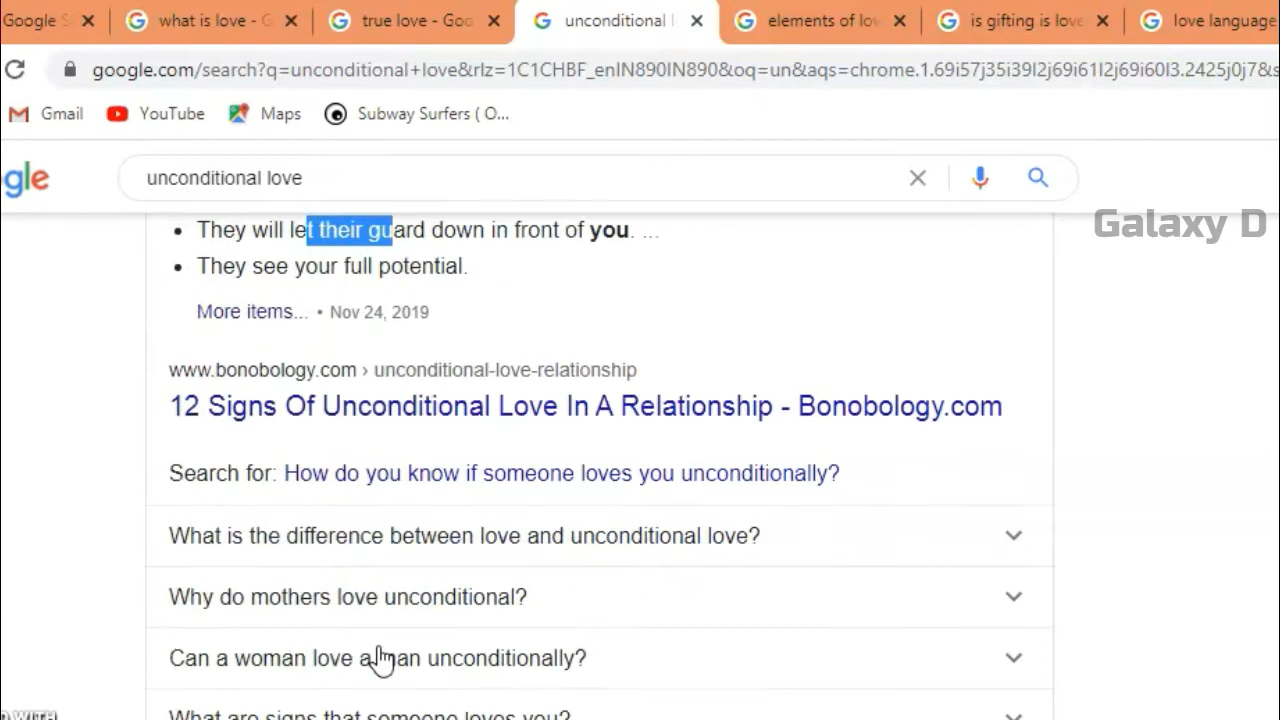 Google S
what is love - G
true love - Goo
unconditional l
elements of lov
is gifting is love
love language
google.com/search?q=unconditional+love&rlz=1C1CHBF_enIN890IN890&oq=un&aqs=chrome.1.69i57j35i39l2j69i61l2j69i60l3.2425j0j7&s
Gmail
YouTube
Maps
Subway Surfers ( O...
gle
unconditional love
Galaxy D
• They will let their guard down in front of you. ...
• They see your full potential.
More items... • Nov 24, 2019
www.bonobology.com › unconditional-love-relationship
12 Signs Of Unconditional Love In A Relationship - Bonobology.com
Search for: How do you know if someone loves you unconditionally?
What is the difference between love and unconditional love?
Why do mothers love unconditional?
Can a woman love a man unconditionally?
What are signs that someone loves you?
D WITH